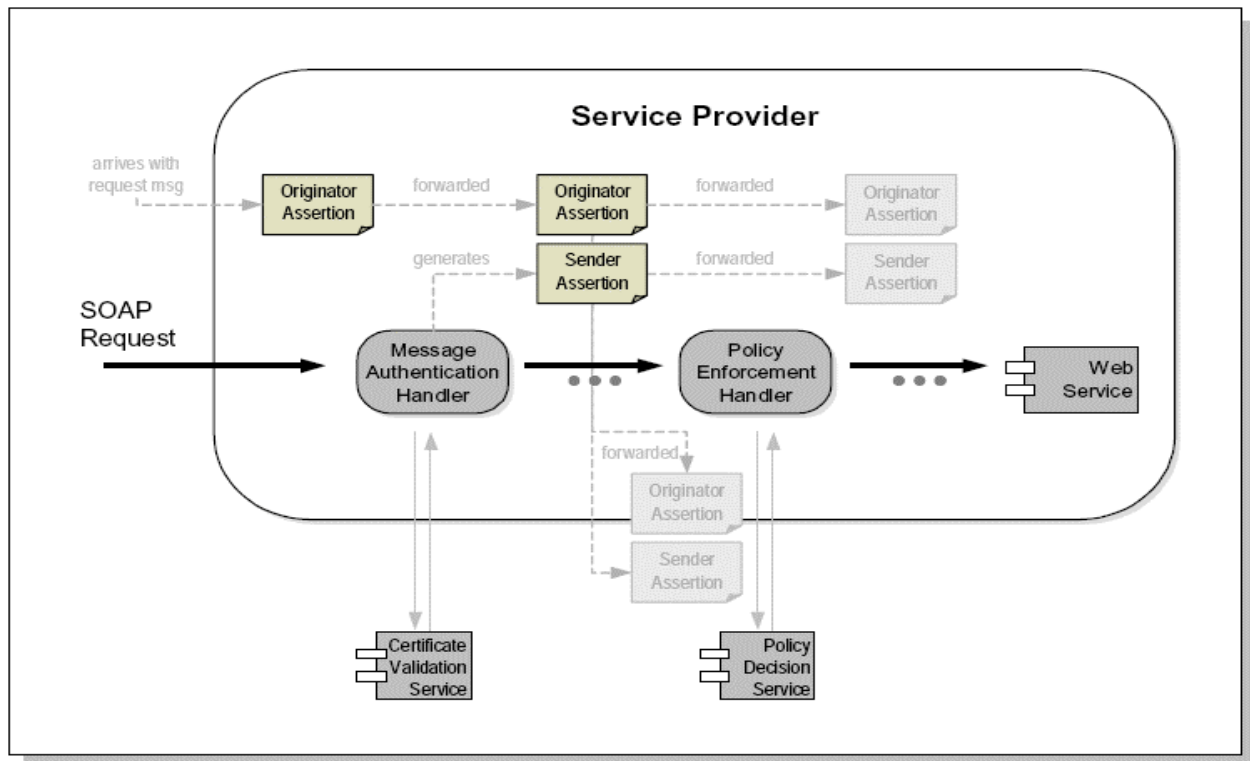 Service Provider
arrives with
request msg
Originator
Assertion
forwarded
Originator
Assertion
forwarded
Originator
Assertion
generates
Sender
Assertion
forwarded
Sender
Assertion
SOAP
Request
Message
Authentication
Handler
Policy
Enforcement
Handler
Web
Service
forwarded
Originator
Assertion
Sender
Assertion
Certificate
Validation
Service
Policy
Decision
Service